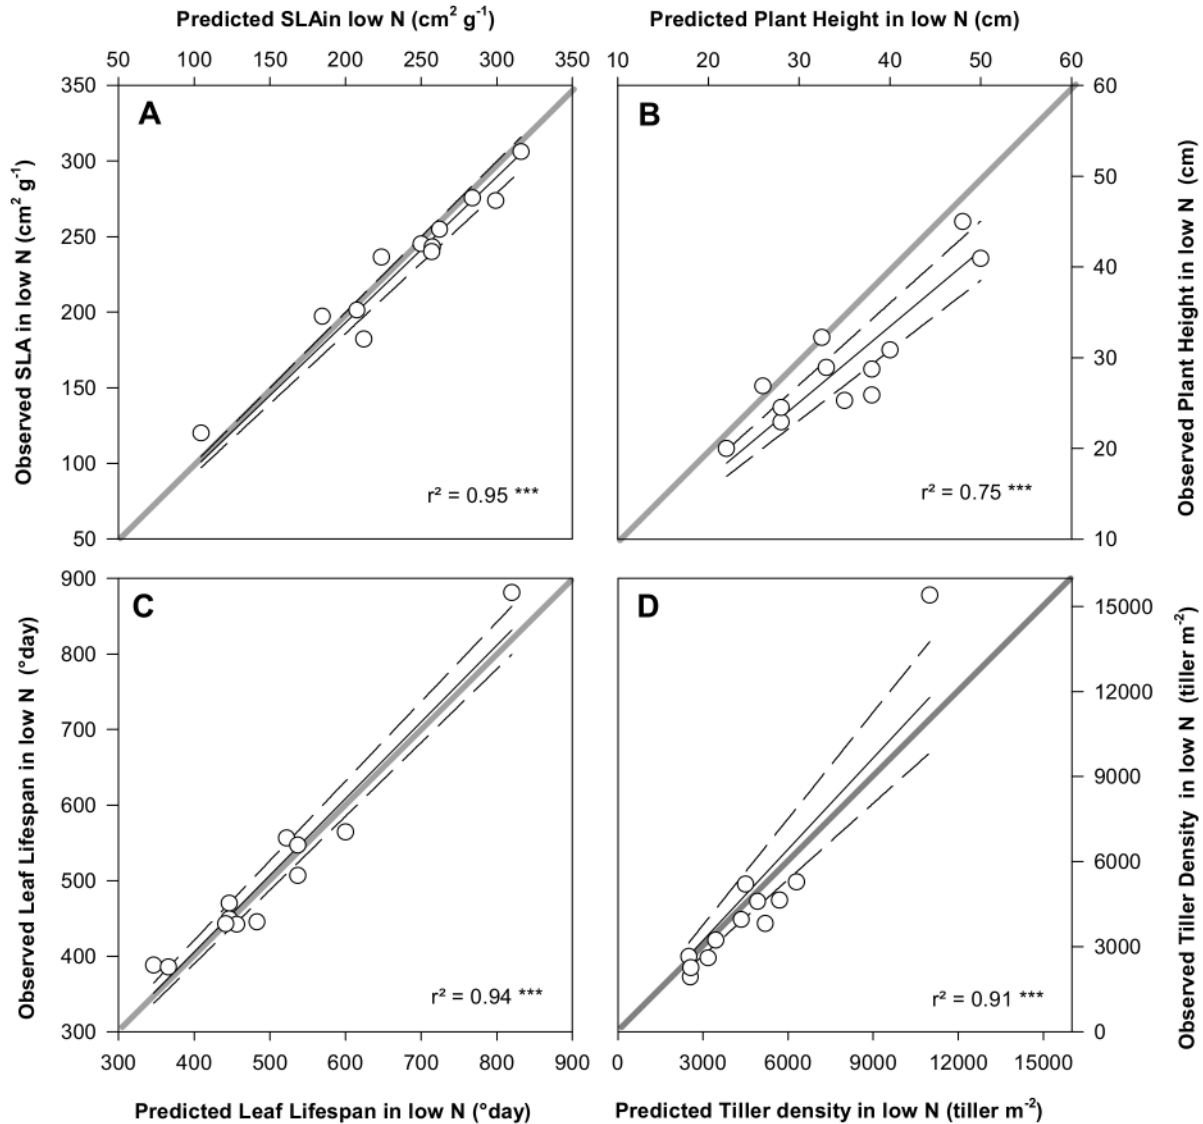 Predicted SLAin low N (cm² g⁻¹)
Predicted Plant Height in low N (cm)
50 100 150 200 250 300 350
10 20 30 40 50 60
Observed SLA in low N (cm² g⁻¹)
350
300
250
200
150
100
50
A
r² = 0.95 ***
B
r² = 0.75 ***
60
50
40
30
20
10
Observed Plant Height in low N (cm)
Observed Leaf Lifespan in low N (°day)
900
800
700
600
500
400
300
C
r² = 0.94 ***
D
r² = 0.91 ***
15000
12000
9000
6000
3000
0
Observed Tiller Density in low N (tiller m⁻²)
300 400 500 600 700 800 900
0 3000 6000 9000 12000 15000
Predicted Leaf Lifespan in low N (°day)
Predicted Tiller density in low N (tiller m⁻²)